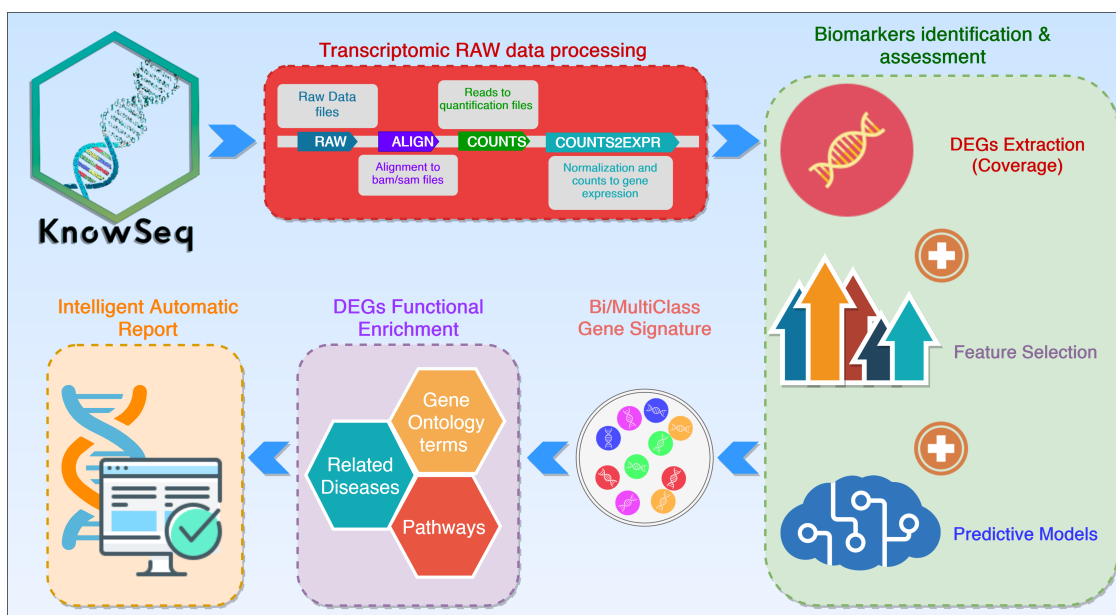 KnowSeq
Transcriptomic RAW data processing
Raw Data
files
Reads to
quantification files
RAW
ALIGN
COUNTS
COUNTS2EXPR
Alignment to
bam/sam files
Normalization and
counts to gene
expression
Biomarkers identification &
assessment
DEGs Extraction
(Coverage)
Feature Selection
Predictive Models
Bi/MultiClass
Gene Signature
DEGs Functional
Enrichment
Gene
Ontology
terms
Related
Diseases
Pathways
Intelligent Automatic
Report